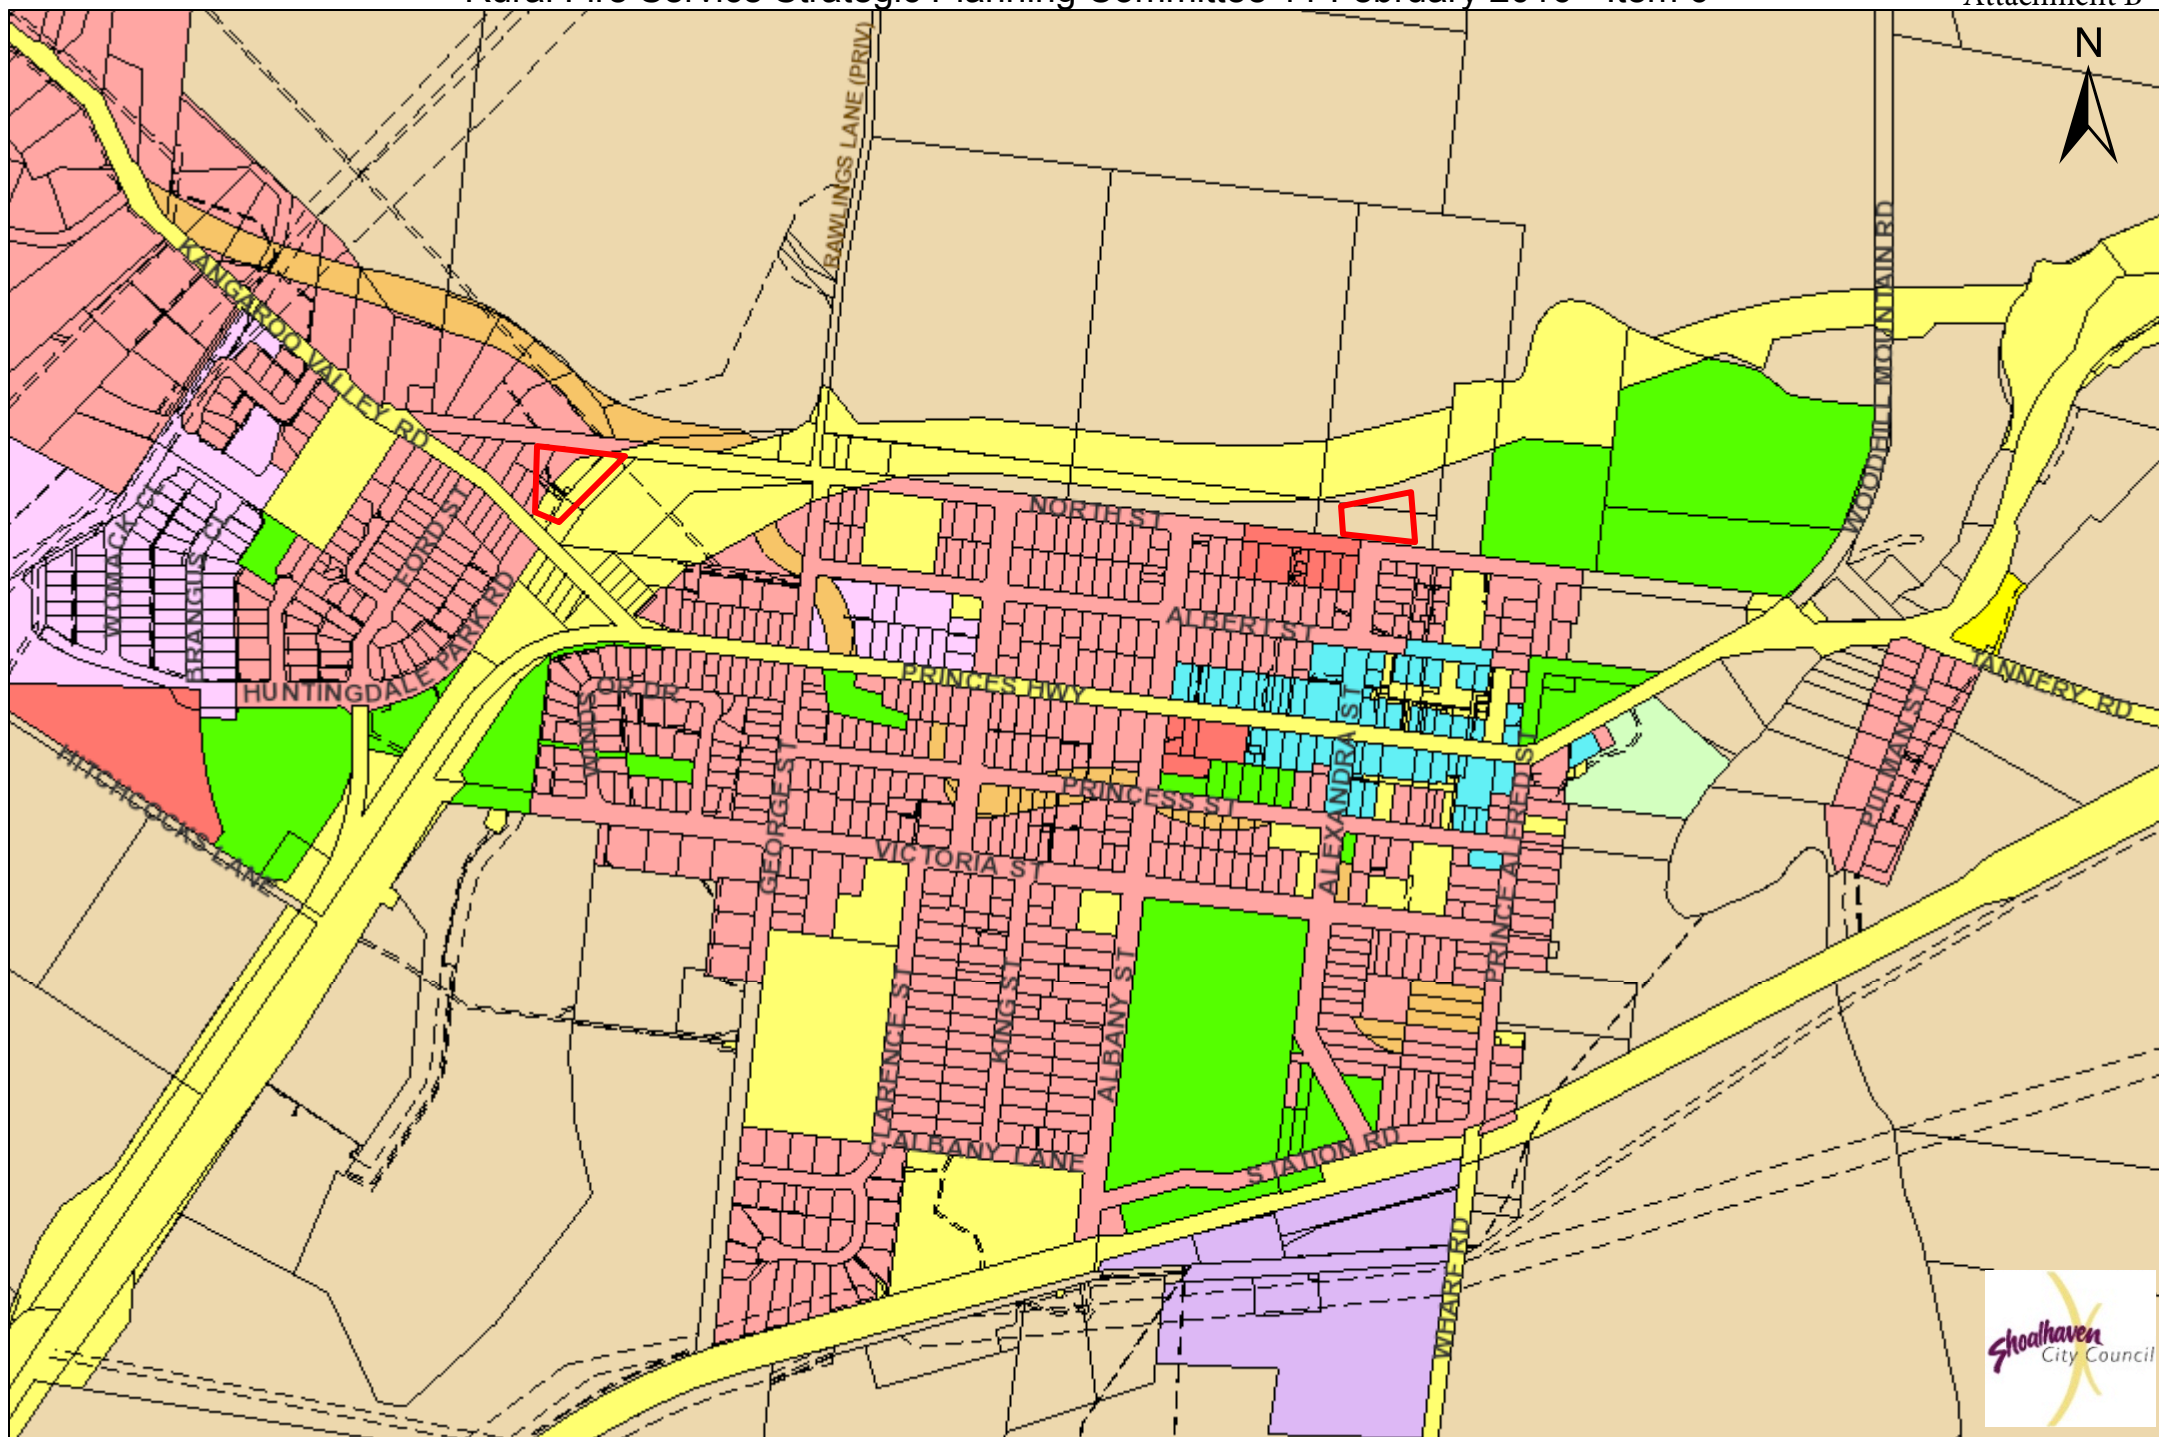 N
RAWLINGS LANE (PRIV)
WOODHILL MOUNTAIN RD
KANGAROO VALLEY RD
NORTH ST
FORD ST
WOMACK CL
BRANGUS CL
HUNTINGDALE PARK RD
ALBERT ST
PRINCES HWY
TANNERY RD
WINDSOR DR
PULMAN ST
HITCHCOCKS LANE
GEORGE ST
PRINCESS ST
ALEXANDRA ST
PRINCE ALFRED ST
VICTORIA ST
CLARENCE ST
KING ST
ALBANY ST
ALBANY LANE
STATION RD
WHARF RD
Shoalhaven
City Council